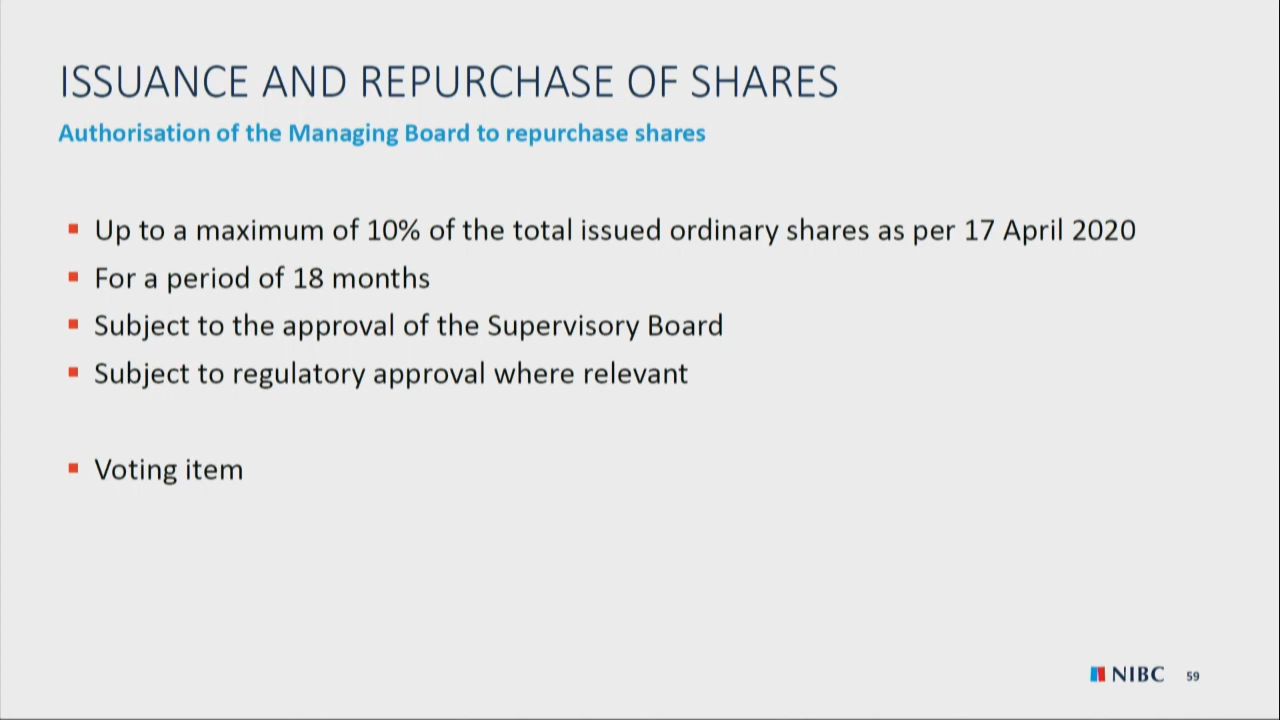 ISSUANCE AND REPURCHASE OF SHARES
Authorisation of the Managing Board to repurchase shares
Up to a maximum of 10% of the total issued ordinary shares as per 17 April 2020
For a period of 18 months
Subject to the approval of the Supervisory Board
Subject to regulatory approval where relevant
Voting item
NIBC 59